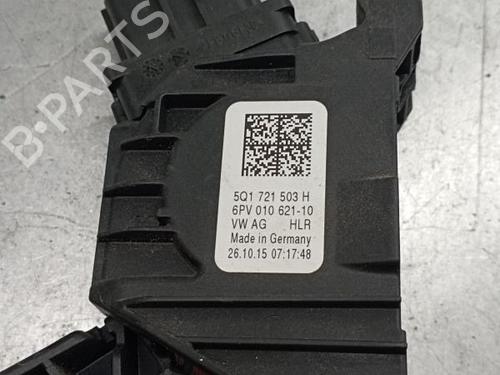 B-PARTS
5Q1 721 503 H
6PV 010 621-10
VW AG HLR
Made in Germany
26.10.15 07:17:48